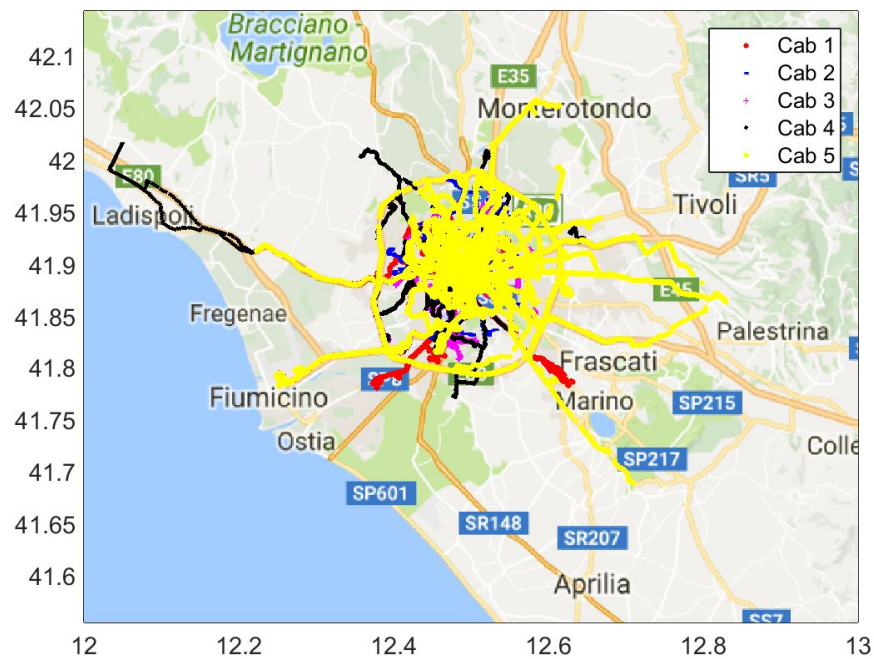 Bracciano -
Martignano
42.1
E35
Cab 1
Cab 2
Cab 3
Cab 4
Cab 5
42.05
Monterotondo
42
E80
SR5
41.95
Ladispoli
Tivoli
41.9
E45
41.85
Fregenae
Palestrina
41.8
SP8
Frascati
Fiumicino
Marino
SP215
41.75
Ostia
Colle
41.7
SP217
SP601
41.65
SR148
SR207
41.6
Aprilia
SS7
12
12.2
12.4
12.6
12.8
13